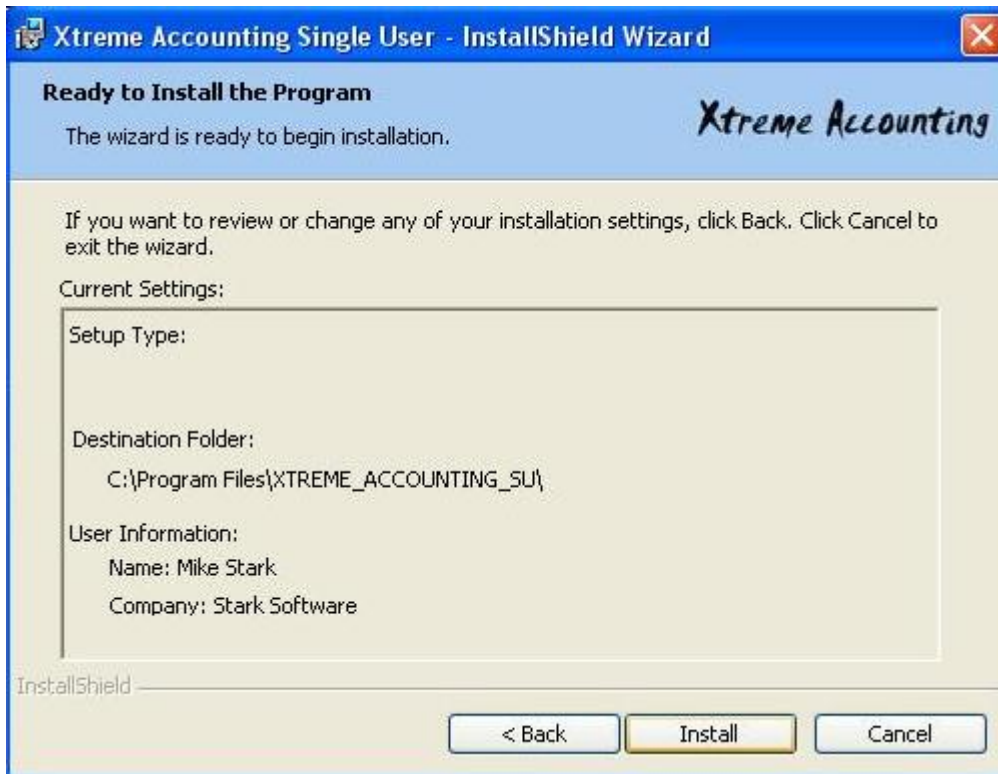 Xtreme Accounting Single User - InstallShield Wizard
Ready to Install the Program
The wizard is ready to begin installation.
Xtreme Accounting
If you want to review or change any of your installation settings, click Back. Click Cancel to
exit the wizard.
Current Settings:
Setup Type:
Destination Folder:
C:\Program Files\XTREME_ACCOUNTING_SU\
User Information:
Name: Mike Stark
Company: Stark Software
InstallShield
< Back
Install
Cancel